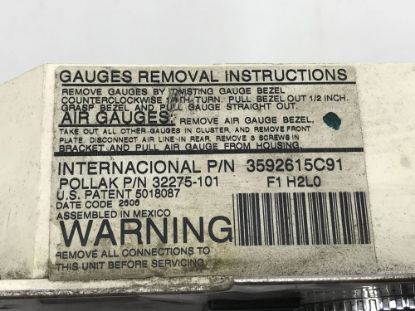 GAUGES REMOVAL INSTRUCTIONS
REMOVE GAUGES BY TWISTING GAUGE BEZEL
COUNTERCLOCKWISE 1/4TH TURN. PULL BEZEL OUT 1/2 INCH.
GRASP BEZEL AND PULL GAUGE STRAIGHT OUT.
AIR GAUGES: REMOVE AIR GAUGE BEZEL.
TAKE OUT ALL OTHER GAUGES IN CLUSTER, AND REMOVE FRONT
PLATE. DISCONNECT AIR LINE-IN REAR. REMOVE 3 SCREWS IN
BRACKET AND PULL AIR GAUGE FROM HOUSING.
INTERNACIONAL P/N 3592615C91
POLLAK P/N 32275-101 F1 H2L0
U.S. PATENT 5018087
DATE CODE 2606
ASSEMBLED IN MEXICO
WARNING
REMOVE ALL CONNECTIONS TO
THIS UNIT BEFORE SERVICING